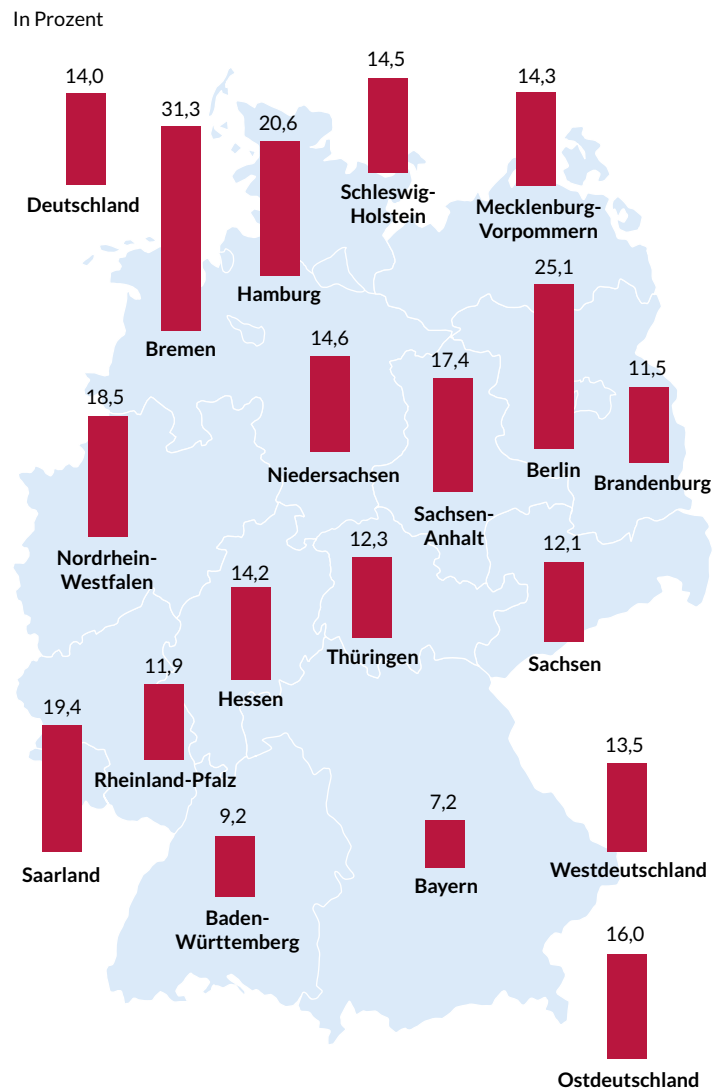 In Prozent
14,0
Deutschland
31,3
Bremen
20,6
Hamburg
14,5
Schleswig-
Holstein
14,3
Mecklenburg-
Vorpommern
25,1
Berlin
14,6
Niedersachsen
17,4
Sachsen-
Anhalt
11,5
Brandenburg
18,5
Nordrhein-
Westfalen
14,2
Hessen
12,3
Thüringen
12,1
Sachsen
11,9
Rheinland-Pfalz
19,4
Saarland
9,2
Baden-
Württemberg
7,2
Bayern
13,5
Westdeutschland
16,0
Ostdeutschland